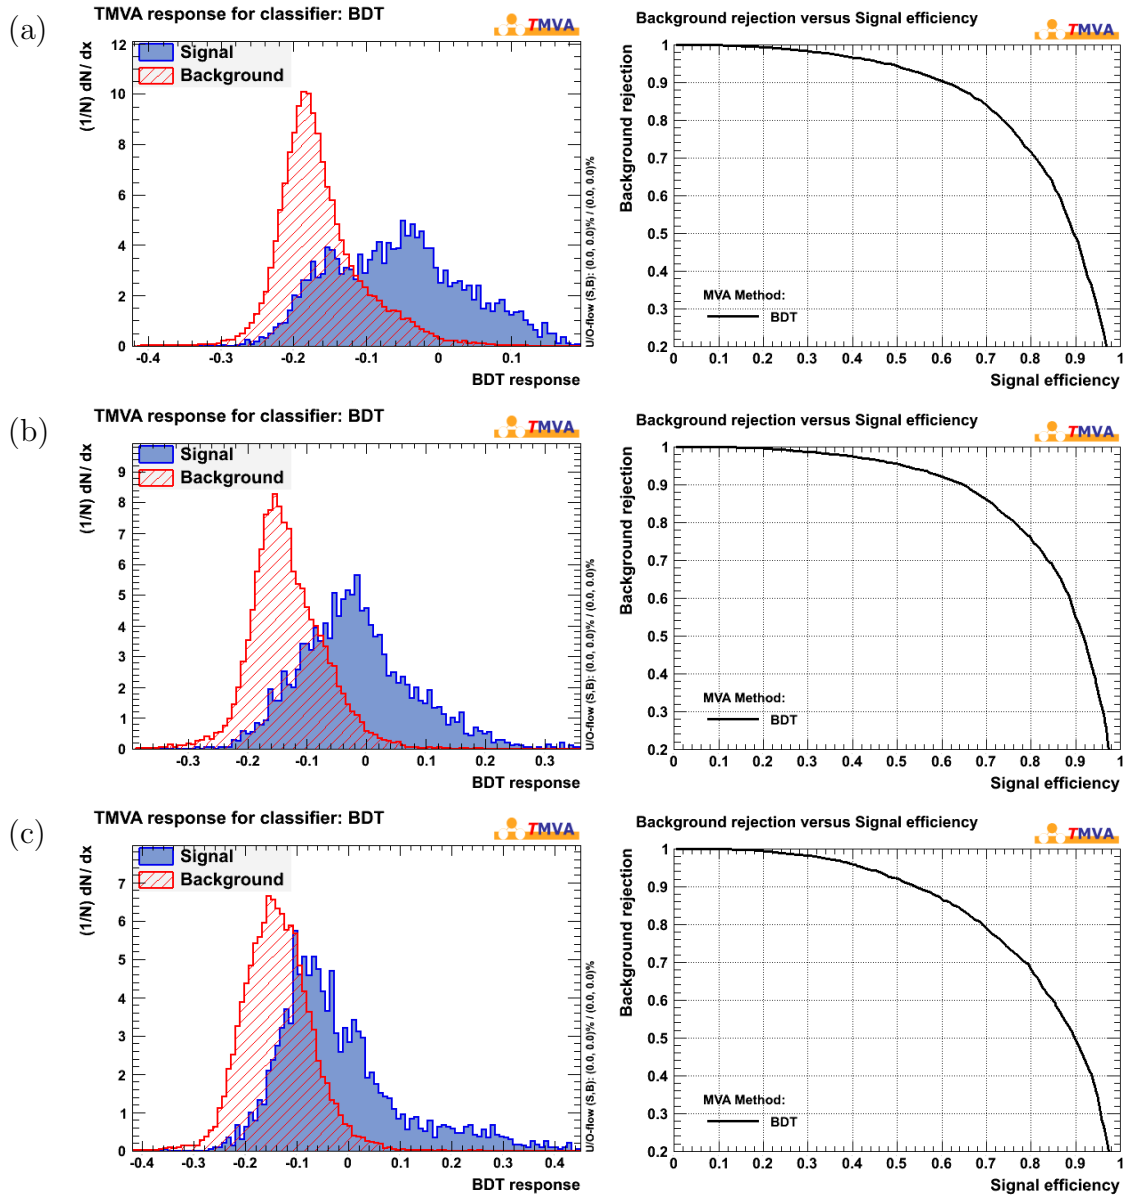 (a)
TMVA response for classifier: BDT
TMVA
Signal
Background
(1/N) dN / dx
12
10
8
6
4
2
0
-0.4 -0.3 -0.2 -0.1 0 0.1
BDT response
U/O-flow (S,B): (0.0, 0.0)% / (0.0, 0.0)%
Background rejection versus Signal efficiency
TMVA
Background rejection
1
0.9
0.8
0.7
0.6
0.5
0.4
0.3
0.2
MVA Method:
BDT
0 0.1 0.2 0.3 0.4 0.5 0.6 0.7 0.8 0.9 1
Signal efficiency
(b)
TMVA response for classifier: BDT
TMVA
Signal
Background
(1/N) dN / dx
9
8
7
6
5
4
3
2
1
0
-0.3 -0.2 -0.1 0 0.1 0.2 0.3
BDT response
U/O-flow (S,B): (0.0, 0.0)% / (0.0, 0.0)%
Background rejection versus Signal efficiency
TMVA
Background rejection
1
0.9
0.8
0.7
0.6
0.5
0.4
0.3
0.2
MVA Method:
BDT
0 0.1 0.2 0.3 0.4 0.5 0.6 0.7 0.8 0.9 1
Signal efficiency
(c)
TMVA response for classifier: BDT
TMVA
Signal
Background
(1/N) dN / dx
7
6
5
4
3
2
1
0
-0.4 -0.3 -0.2 -0.1 0 0.1 0.2 0.3 0.4
BDT response
U/O-flow (S,B): (0.0, 0.0)% / (0.0, 0.0)%
Background rejection versus Signal efficiency
TMVA
Background rejection
1
0.9
0.8
0.7
0.6
0.5
0.4
0.3
0.2
MVA Method:
BDT
0 0.1 0.2 0.3 0.4 0.5 0.6 0.7 0.8 0.9 1
Signal efficiency